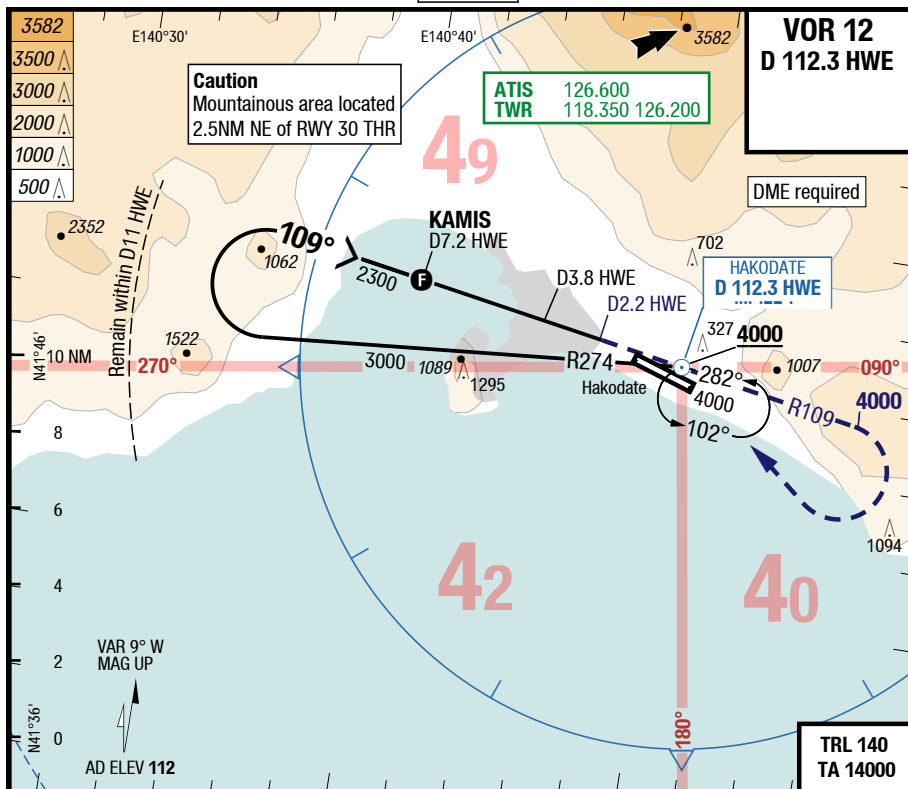 3582
3500
3000
2000
1000
500
E140°30'
E140°40'
3582
VOR 12
D 112.3 HWE
Caution
Mountainous area located
2.5NM NE of RWY 30 THR
ATIS 126.600
TWR 118.350 126.200
49
DME required
Remain within D11 HWE
2352
1062
109°
KAMIS
D7.2 HWE
2300
F
D3.8 HWE
D2.2 HWE
702
HAKODATE
D 112.3 HWE
N41°46'
10 NM
270°
1522
3000
1089
1295
R274
Hakodate
327
4000
282°
4000
102°
1007
090°
R109
4000
8
6
4
2
0
42
40
1094
VAR 9° W
MAG UP
N41°36'
AD ELEV 112
180°
TRL 140
TA 14000